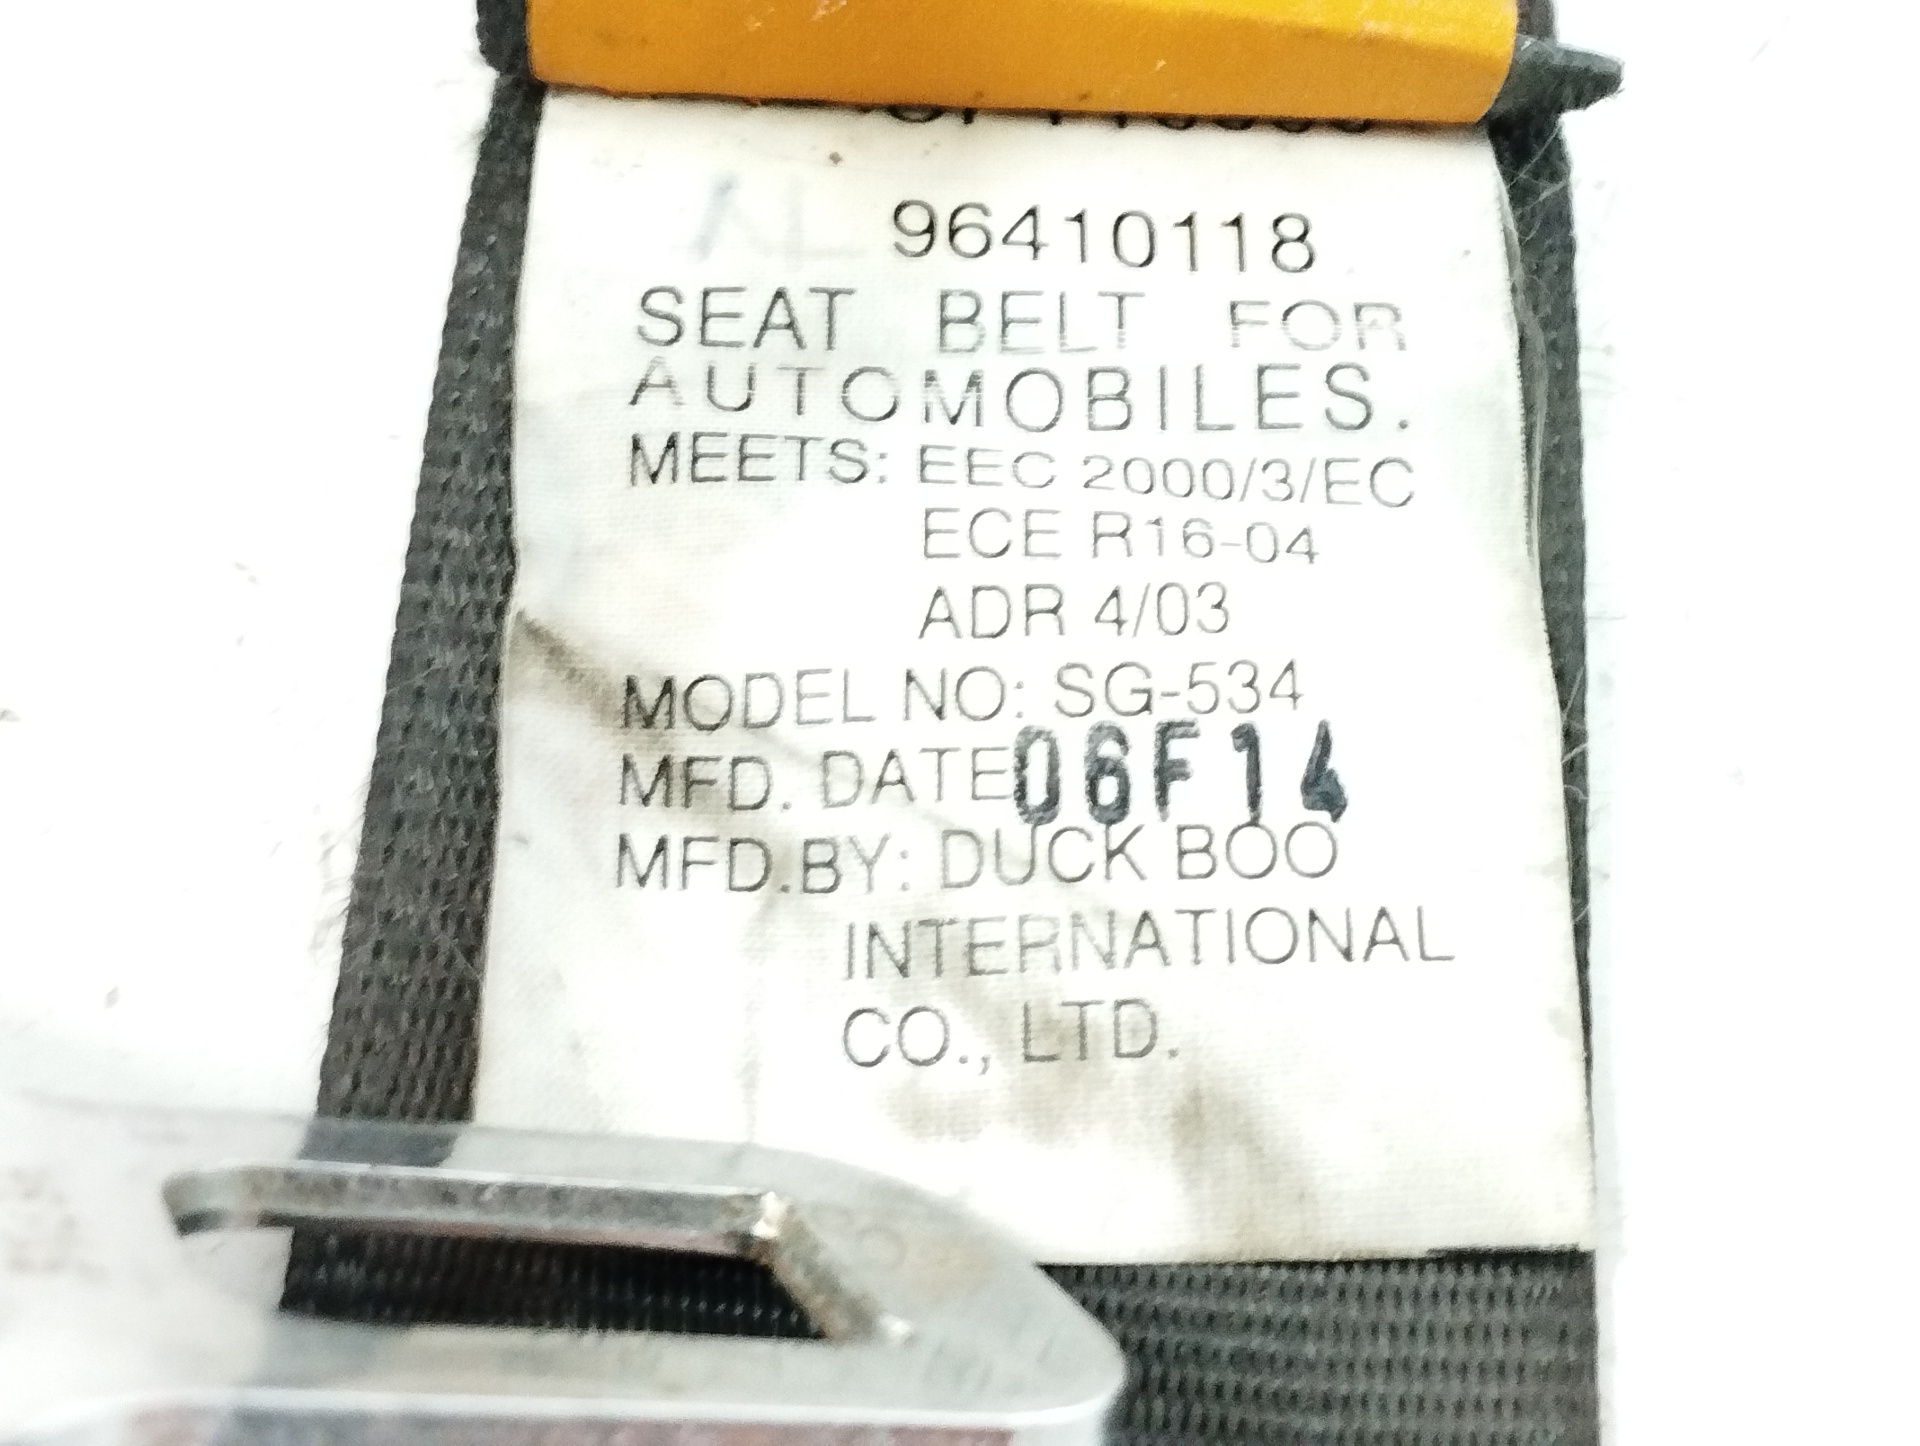 96410118
SEAT BELT FOR
AUTOMOBILES.
MEETS: EEC 2000/3/EC
ECE R16-04
ADR 4/03
MODEL NO: SG-534
MFD. DATE 06F14
MFD.BY: DUCK BOO
INTERNATIONAL
CO., LTD.